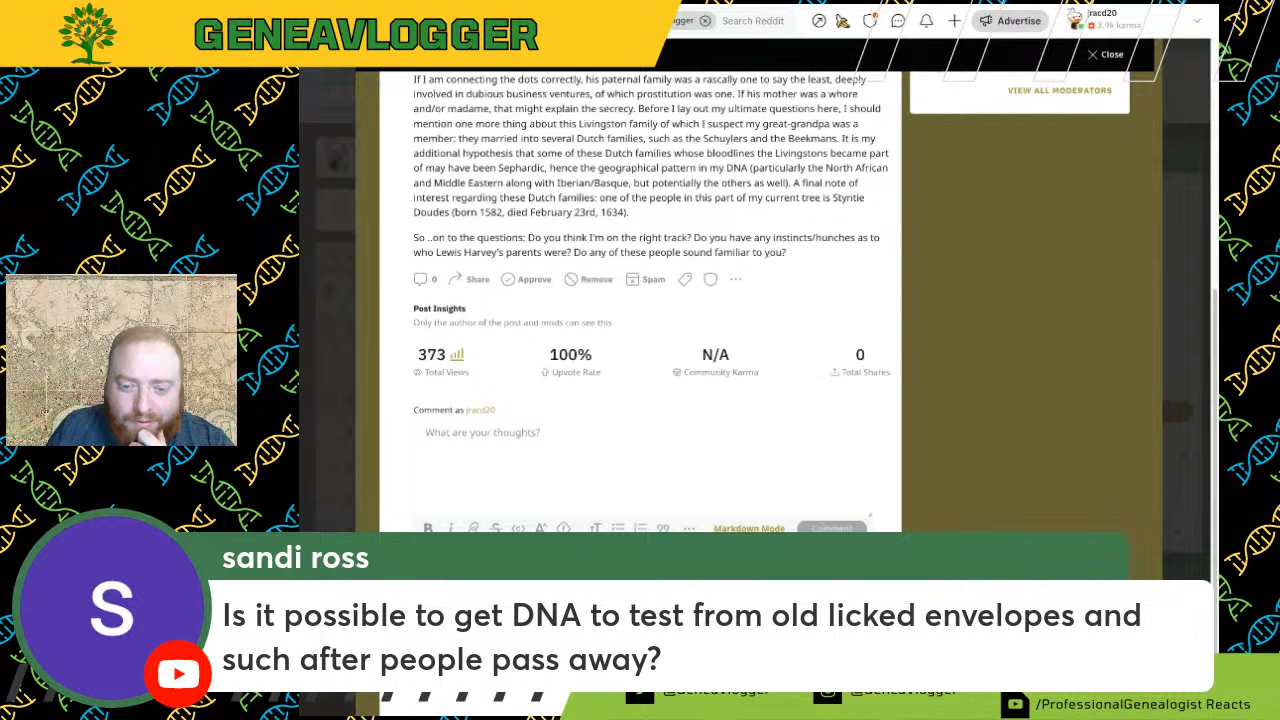 GENEAVLOGGER
gger
Search Reddit
Advertise
jracd20
3.9k karma
Close
VIEW ALL MODERATORS
If I am connecting the dots correctly, his paternal family was a rascally one to say the least, deeply
involved in dubious business ventures, of which prostitution was one. If his mother was a whore
and/or madame, that might explain the secrecy. Before I lay out my ultimate questions here, I should
mention one more thing about this Livingston family of which I suspect my great-grandpa was a
member: they married into several Dutch families, such as the Schuylers and the Beekmans. It is my
additional hypothesis that some of these Dutch families whose bloodlines the Livingstons became part
of may have been Sephardic, hence the geographical pattern in my DNA (particularly the North African
and Middle Eastern along with Iberian/Basque, but potentially the others as well). A final note of
interest regarding these Dutch families: one of the people in this part of my current tree is Styntie
Doudes (born 1582, died February 23rd, 1634).
So ..on to the questions: Do you think I'm on the right track? Do you have any instincts/hunches as to
who Lewis Harvey's parents were? Do any of these people sound familiar to you?
0 Share Approve Remove Spam
Post Insights
Only the author of the post and mods can see this
373 100% N/A 0
Total Views Upvote Rate Community Karma Total Shares
Comment as jracd20
What are your thoughts?
Markdown Mode Comment
sandi ross
S
Is it possible to get DNA to test from old licked envelopes and
such after people pass away?
/ProfessionalGenealogist Reacts